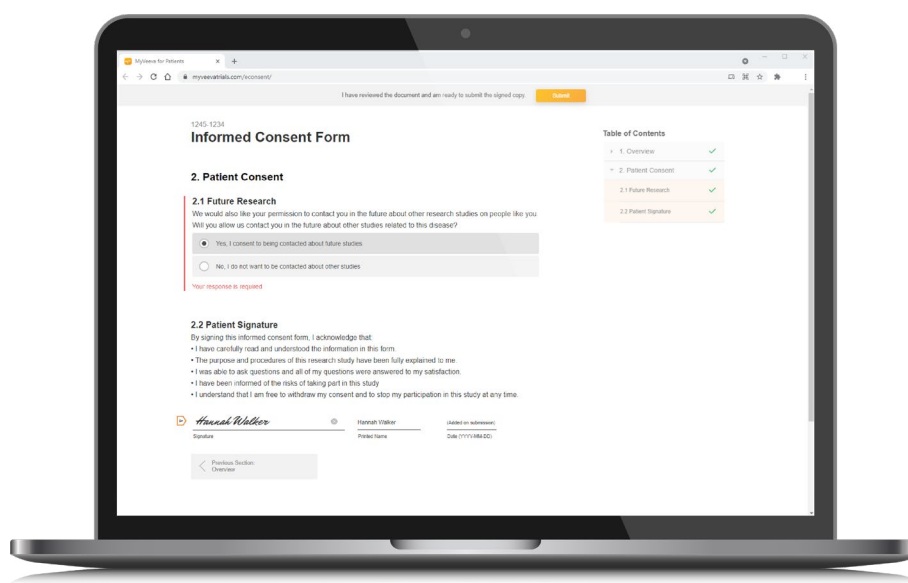 MyVeeva for Patients
myveevatrials.com/econsent/
I have reviewed the document and am ready to submit the signed copy. Submit
1245-1234
Informed Consent Form
2. Patient Consent
2.1 Future Research
We would also like your permission to contact you in the future about other research studies on people like you
Will you allow us contact you in the future about other studies related to this disease?
Yes, I consent to being contacted about future studies
No, I do not want to be contacted about other studies
Your response is required
2.2 Patient Signature
By signing this informed consent form, I acknowledge that:
• I have carefully read and understood the information in this form.
• The purpose and procedures of this research study have been fully explained to me.
• I was able to ask questions and all of my questions were answered to my satisfaction.
• I have been informed of the risks of taking part in this study
• I understand that I am free to withdraw my consent and to stop my participation in this study at any time.
Hannah Walker Hannah Walker (Added on submission)
Signature Printed Name Date (YYYY-MM-DD)
Previous Section:
Overview
Table of Contents
1. Overview
2. Patient Consent
2.1 Future Research
2.2 Patient Signature